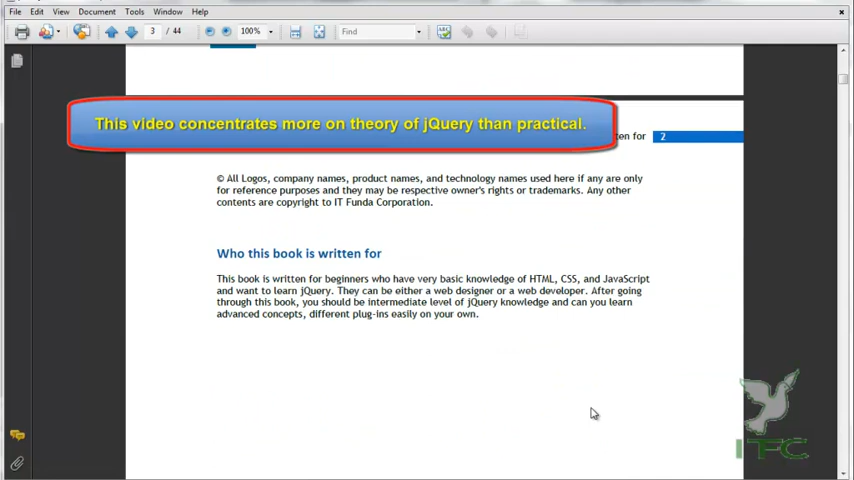 File Edit View Document Tools Window Help
3 / 44 100% Find
This video concentrates more on theory of jQuery than practical.
ten for 2
© All Logos, company names, product names, and technology names used here if any are only
for reference purposes and they may be respective owner's rights or trademarks. Any other
contents are copyright to IT Funda Corporation.
Who this book is written for
This book is written for beginners who have very basic knowledge of HTML, CSS, and JavaScript
and want to learn jQuery. They can be either a web designer or a web developer. After going
through this book, you should be intermediate level of jQuery knowledge and can you learn
advanced concepts, different plug-ins easily on your own.
ITFC